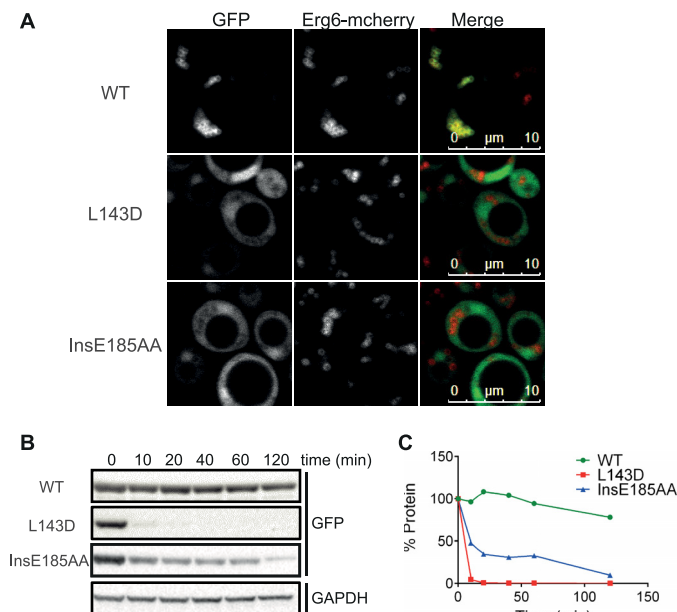 A
GFP Erg6-mcherry Merge
WT
0 µm 10
L143D
0 µm 10
InsE185AA
0 µm 10
B
0 10 20 40 60 120 time (min)
WT
L143D
GFP
InsE185AA
GAPDH
C
WT
L143D
InsE185AA
% Protein
150
100
50
0
0 50 100 150